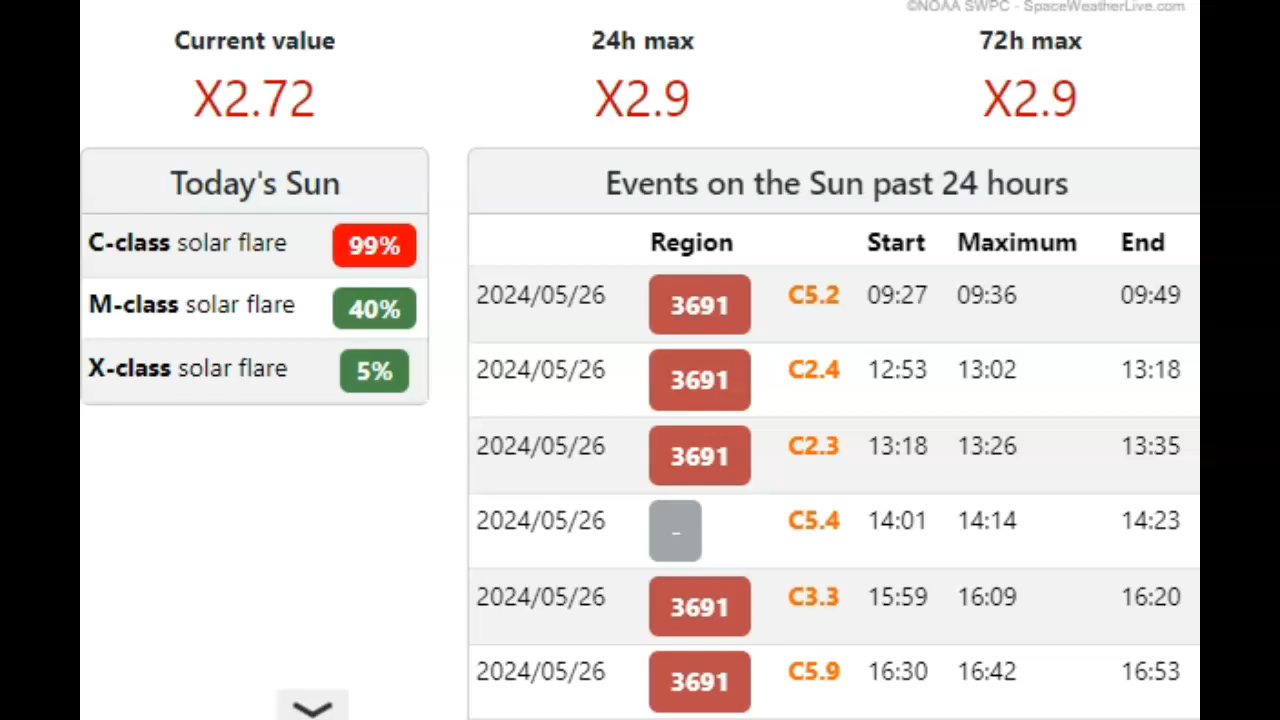 ©NOAA SWPC - SpaceWeatherLive.com
Current value 24h max 72h max
X2.72 X2.9 X2.9
Today's Sun
C-class solar flare 99%
M-class solar flare 40%
X-class solar flare 5%
Events on the Sun past 24 hours
Region Start Maximum End
2024/05/26 3691 C5.2 09:27 09:36 09:49
2024/05/26 3691 C2.4 12:53 13:02 13:18
2024/05/26 3691 C2.3 13:18 13:26 13:35
2024/05/26 - C5.4 14:01 14:14 14:23
2024/05/26 3691 C3.3 15:59 16:09 16:20
2024/05/26 3691 C5.9 16:30 16:42 16:53